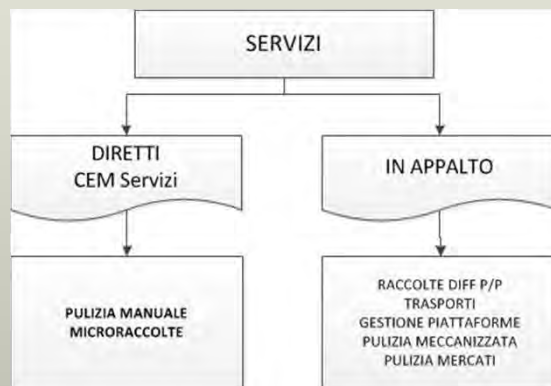 SERVIZI
DIRETTI
CEM Servizi
IN APPALTO
PULIZIA MANUALE
MICRORACCOLTE
RACCOLTE DIFF P/P
TRASPORTI
GESTIONE PIATTAFORME
PULIZIA MECCANIZZATA
PULIZIA MERCATI